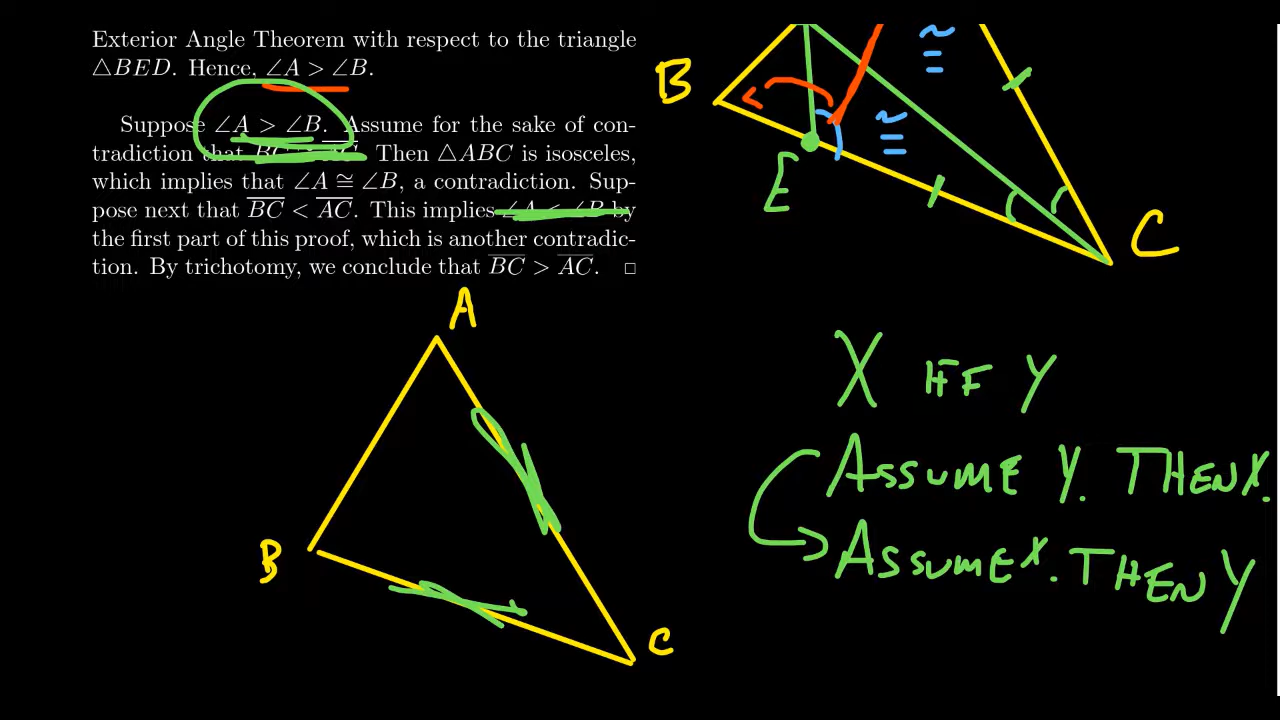 Exterior Angle Theorem with respect to the triangle
△BED. Hence, ∠A > ∠B.
Suppose ∠A > ∠B. Assume for the sake of con-
tradiction that BC ≅ AC. Then △ABC is isosceles,
which implies that ∠A ≅ ∠B, a contradiction. Sup-
pose next that BC < AC. This implies ∠A < ∠B by
the first part of this proof, which is another contradic-
tion. By trichotomy, we conclude that BC > AC. □
B
≅
=
≅
=
E
C
A
B
C
X IFF Y
ASSUME Y. THEN X.
ASSUME X. THEN Y